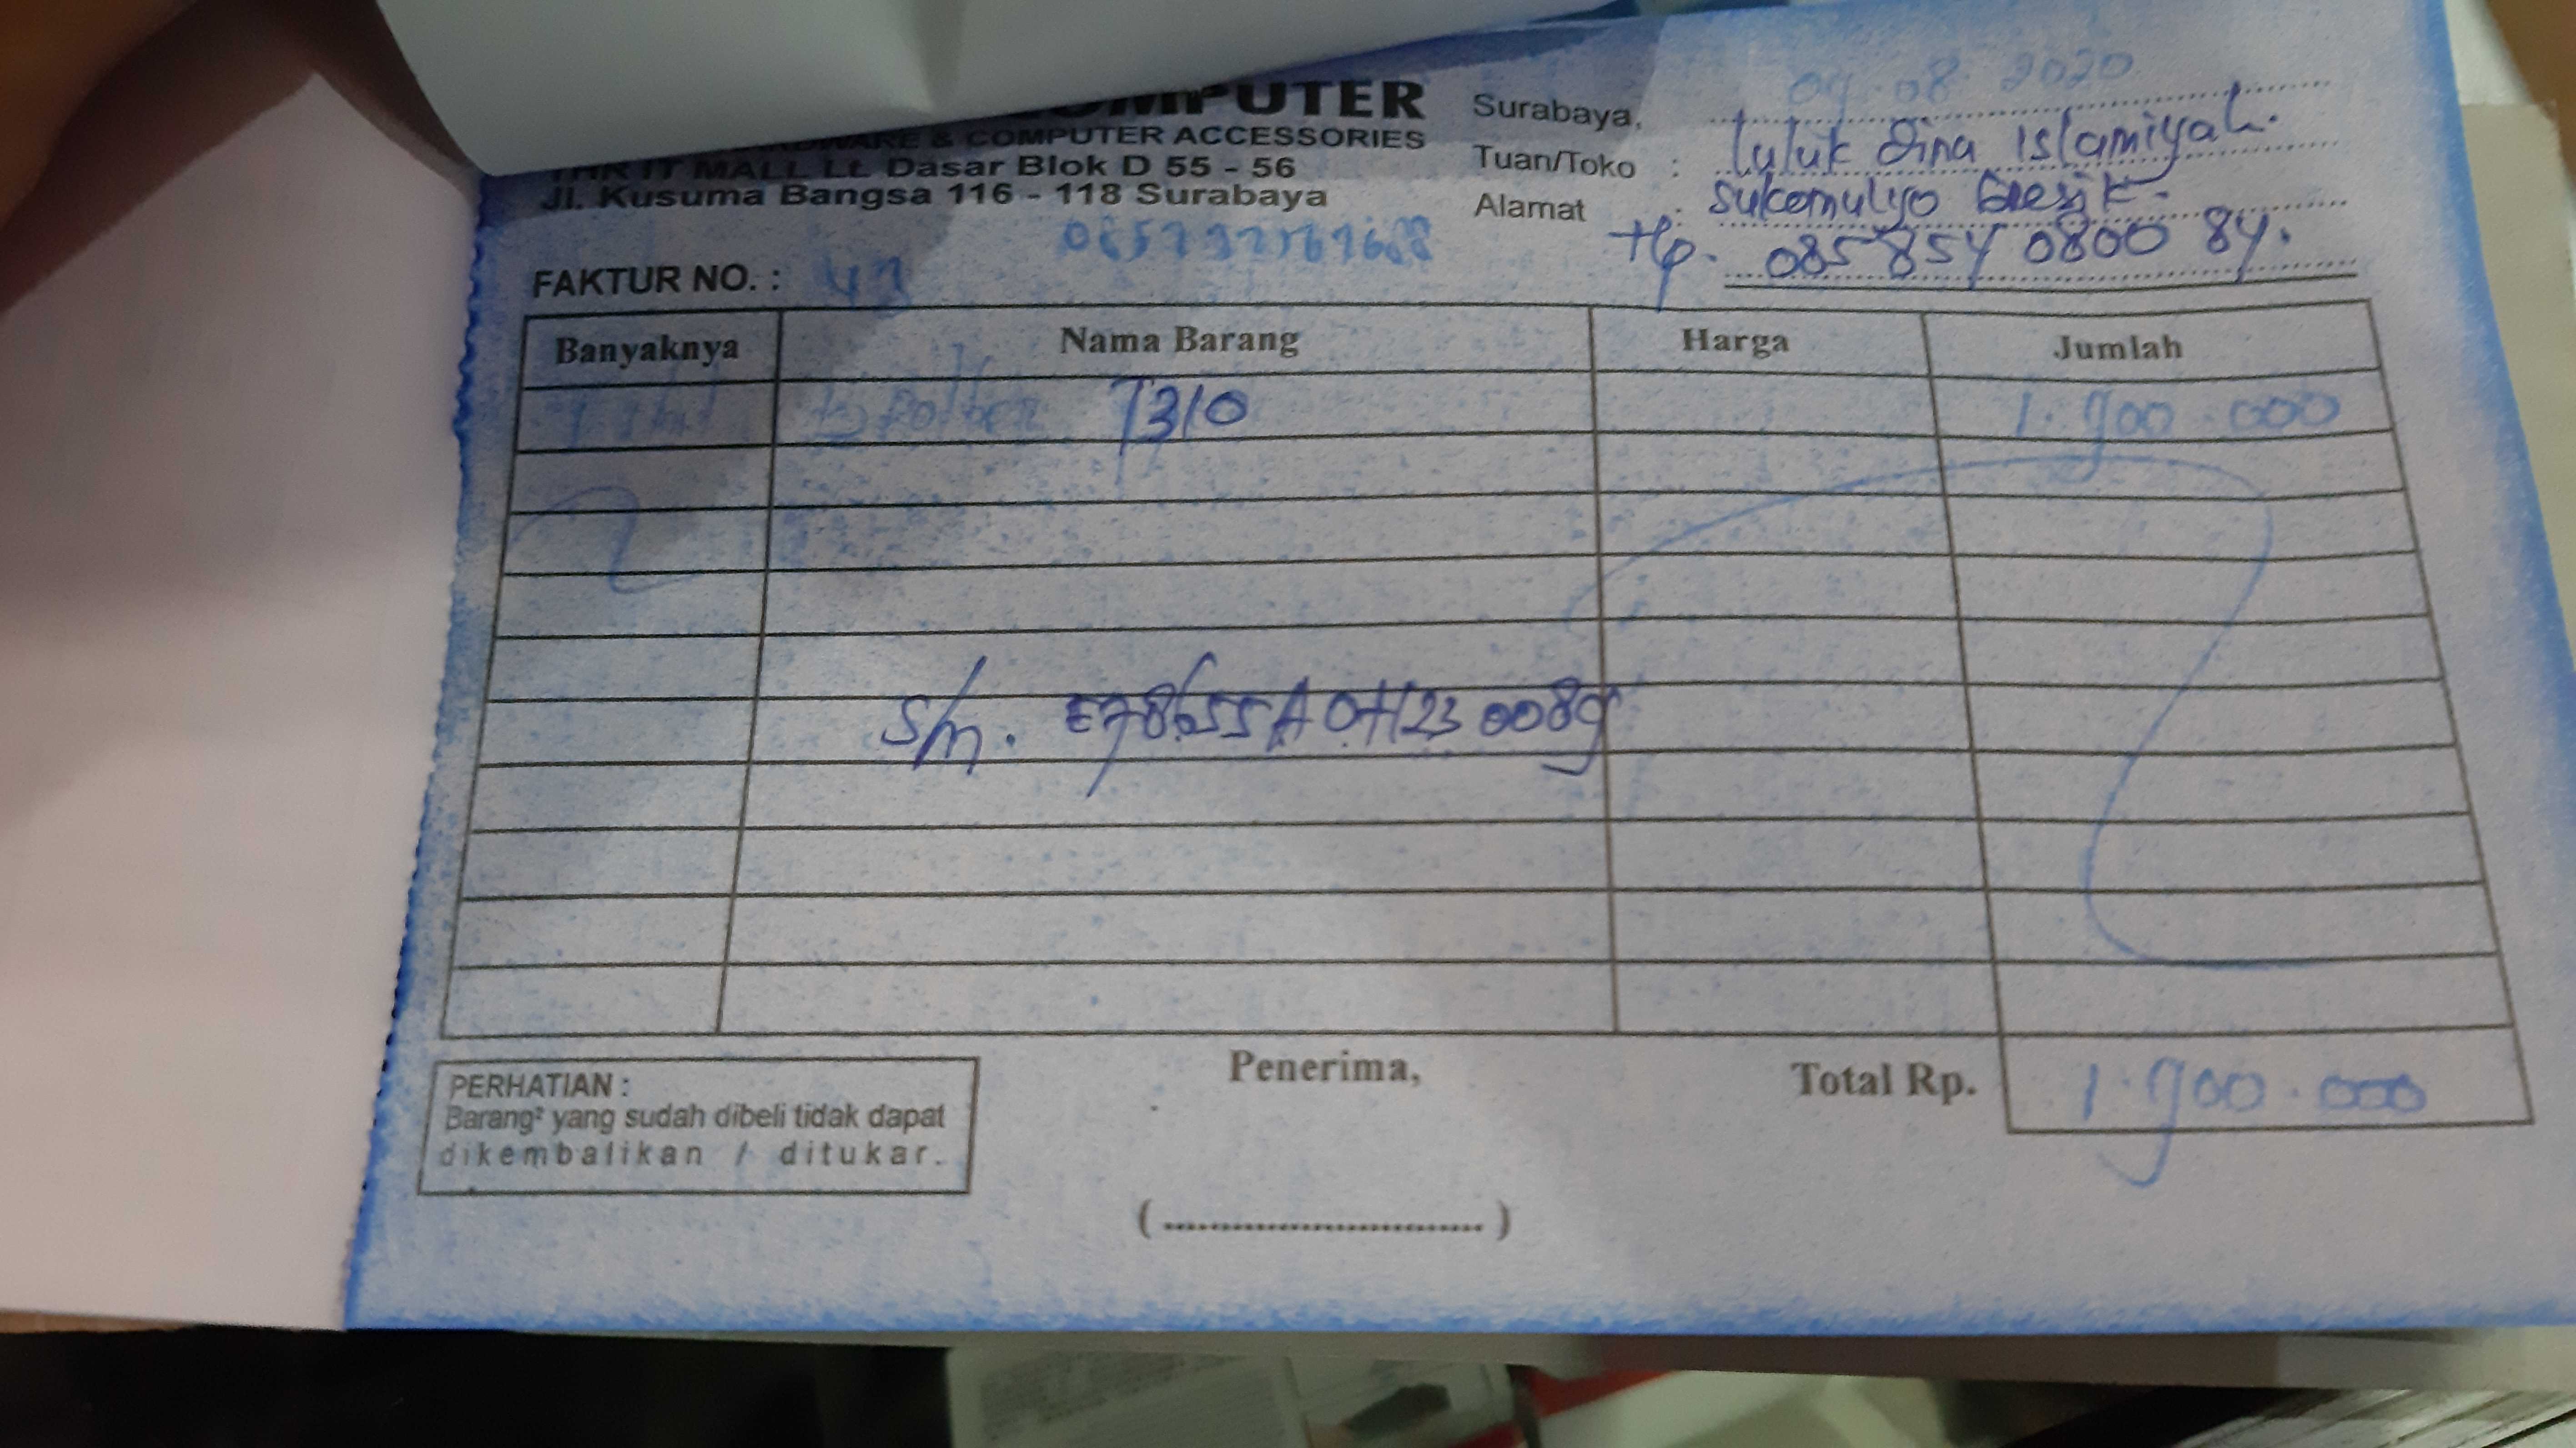 COMPUTER
HARDWARE & COMPUTER ACCESSORIES
THR IT MALL Lt. Dasar Blok D 55 - 56
Jl. Kusuma Bangsa 116 - 118 Surabaya
Surabaya, 09.08 2020
Tuan/Toko : Luluk Dina Islamiyah.
Alamat : Sukomulyo Gresik.
Hp. 085 854 0800 84.
FAKTUR NO. :
Banyaknya Nama Barang Harga Jumlah
T310 1.900.000
S/n. E78655A0H1230089
PERHATIAN :
Barang² yang sudah dibeli tidak dapat
dikembalikan / ditukar.
Penerima,
(............................)
Total Rp. 1.900.000